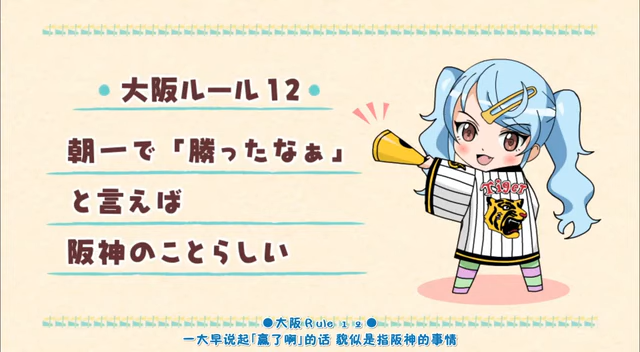 ●大阪ルール12●
朝一で「勝ったなぁ」
と言えば
阪神のことらしい
Tiger
●大阪Rule 12●
一大早说起｢赢了啊｣的话 貌似是指阪神的事情